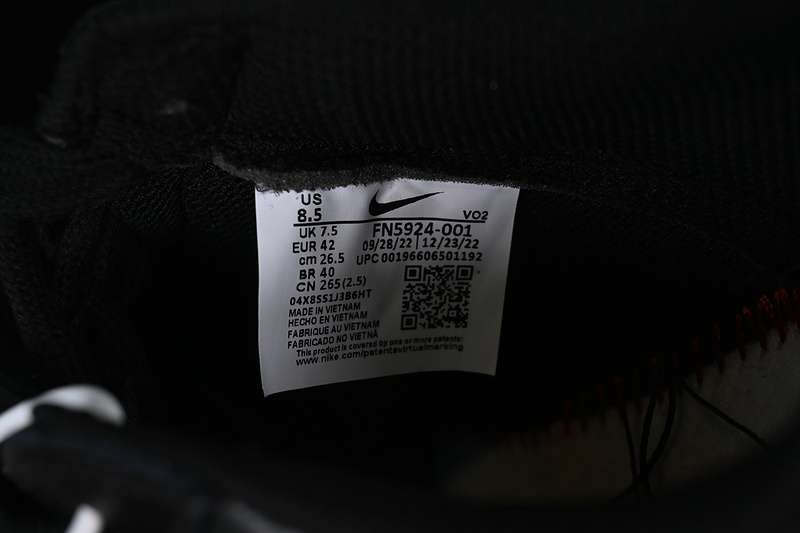 US
8.5
VO2
UK 7.5
FN5924-001
EUR 42
09/28/22 | 12/23/22
cm 26.5
UPC 00196606501192
BR 40
CN 265(2.5)
04X8SS1J3B6HT
MADE IN VIETNAM
HECHO EN VIETNAM
FABRIQUE AU VIETNAM
FABRICADO NO VIETNÃ
This product is covered by one or more patents:
www.nike.com/patentsvirtualmarking